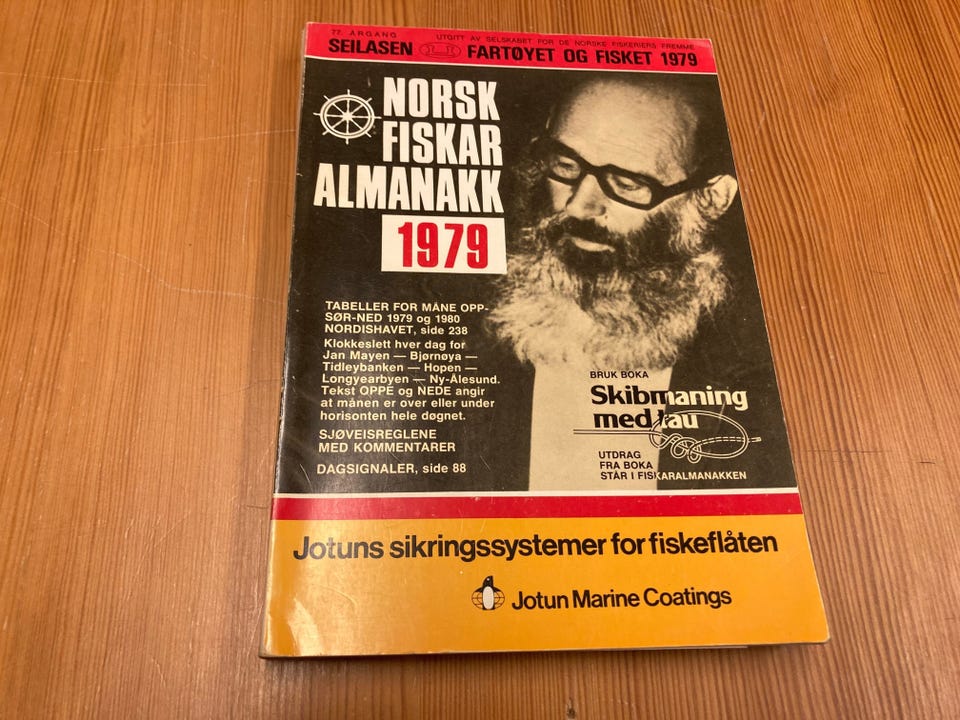 77. ÅRGANG UTGITT AV SELSKABET FOR DE NORSKE FISKERIERS FREMME
SEILASEN FARTØYET OG FISKET 1979
NORSK
FISKAR
ALMANAKK
1979
TABELLER FOR MÅNE OPP-
SØR-NED 1979 og 1980
NORDISHAVET, side 238
Klokkeslett hver dag for
Jan Mayen — Bjørnøya —
Tidleybanken — Hopen —
Longyearbyen — Ny-Ålesund.
Tekst OPPE og NEDE angir
at månen er over eller under
horisonten hele døgnet.
SJØVEISREGLENE
MED KOMMENTARER
DAGSIGNALER, side 88
BRUK BOKA
Skibmaning
med tau
UTDRAG
FRA BOKA
STÅR I FISKARALMANAKKEN
Jotuns sikringssystemer for fiskeflåten
Jotun Marine Coatings